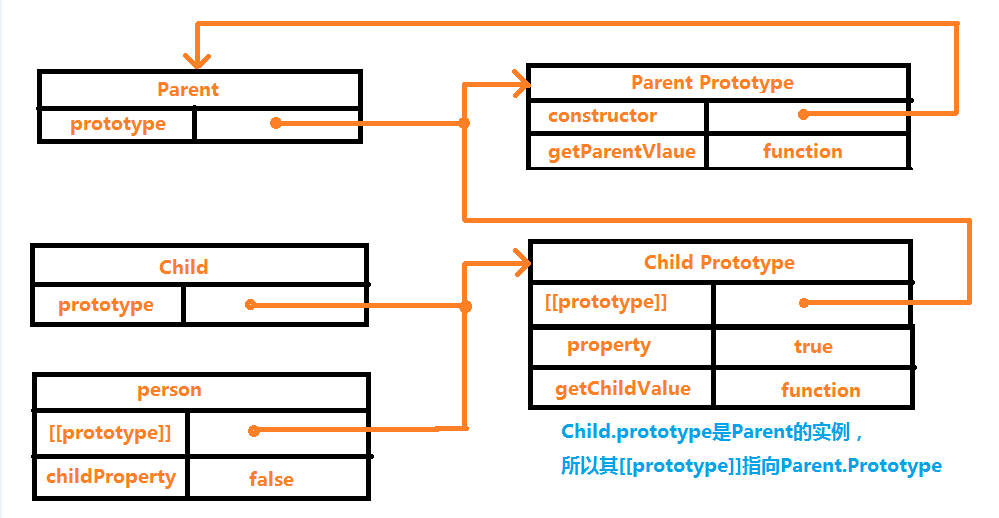 Parent
prototype
Parent Prototype
constructor
getParentVlaue function
Child
prototype
Child Prototype
[[prototype]]
property true
getChildValue function
person
[[prototype]]
childProperty false
Child.prototype是Parent的实例，
所以其[[prototype]]指向Parent.Prototype